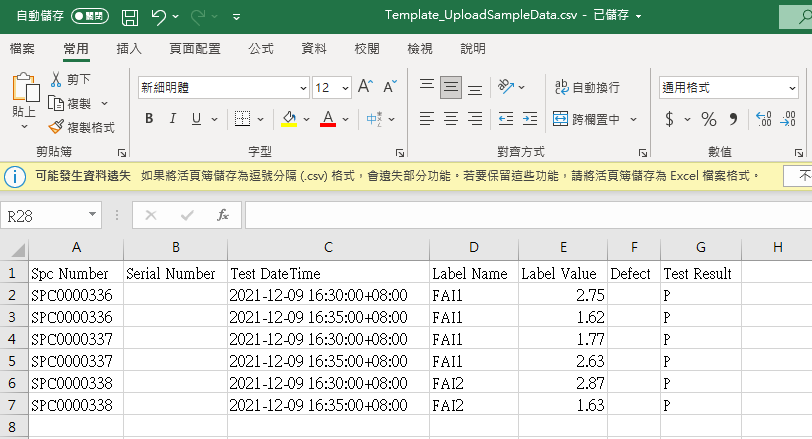 自動儲存 關閉 Template_UploadSampleData.csv - 已儲存
檔案 常用 插入 頁面配置 公式 資料 校閱 檢視 說明
貼上 剪下 複製 複製格式
新細明體 12 A A
B I U A 中
ab 自動換行
跨欄置中
通用格式
$ % , .00
剪貼簿 字型 對齊方式 數值
可能發生資料遺失 如果將活頁簿儲存為逗號分隔 (.csv) 格式，會遺失部分功能。若要保留這些功能，請將活頁簿儲存為 Excel 檔案格式。 不
R28 fx
A B C D E F G H
1 Spc Number Serial Number Test DateTime Label Name Label Value Defect Test Result
2 SPC0000336 2021-12-09 16:30:00+08:00 FAI1 2.75 P
3 SPC0000336 2021-12-09 16:35:00+08:00 FAI1 1.62 P
4 SPC0000337 2021-12-09 16:30:00+08:00 FAI1 1.77 P
5 SPC0000337 2021-12-09 16:35:00+08:00 FAI1 2.63 P
6 SPC0000338 2021-12-09 16:30:00+08:00 FAI2 2.87 P
7 SPC0000338 2021-12-09 16:35:00+08:00 FAI2 1.63 P
8